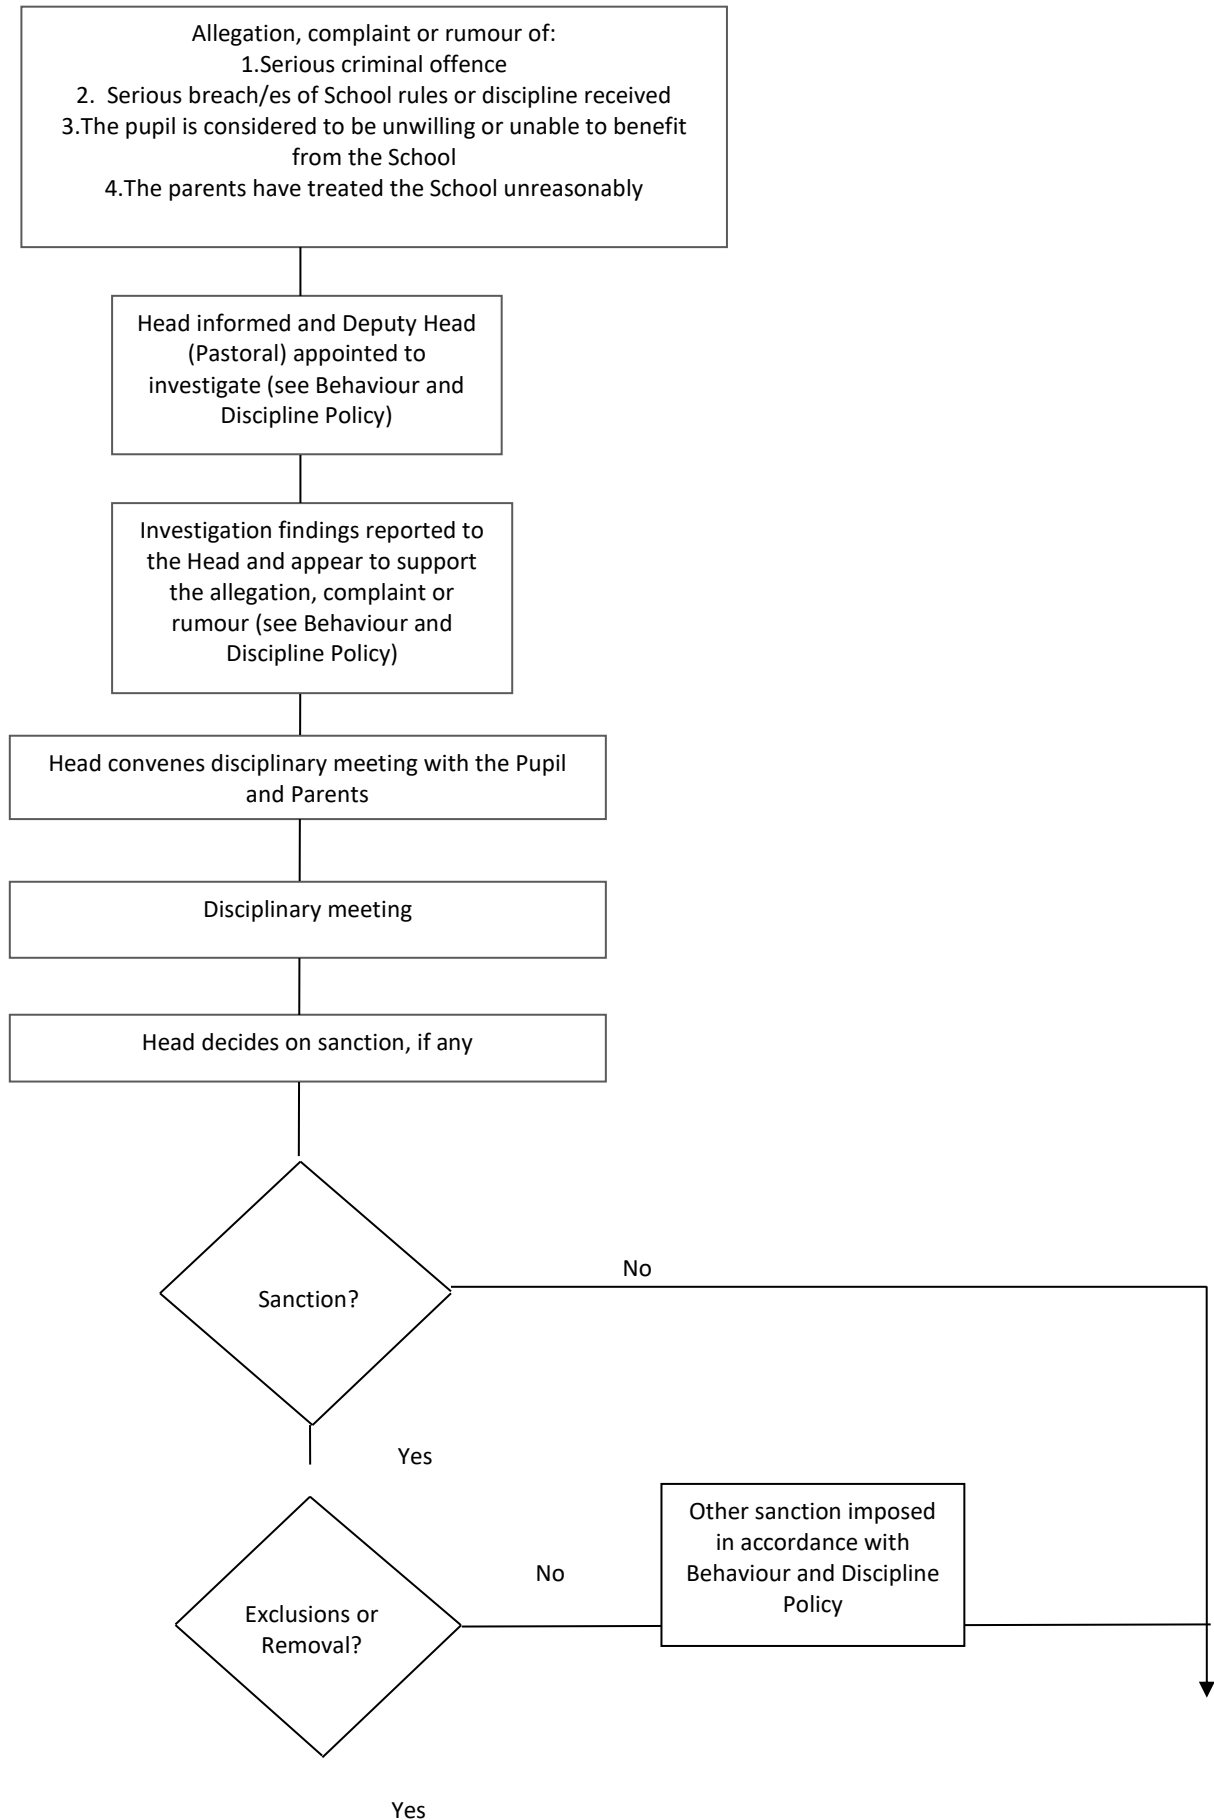 Allegation, complaint or rumour of:
1.Serious criminal offence
2. Serious breach/es of School rules or discipline received
3.The pupil is considered to be unwilling or unable to benefit
from the School
4.The parents have treated the School unreasonably
Head informed and Deputy Head
(Pastoral) appointed to
investigate (see Behaviour and
Discipline Policy)
Investigation findings reported to
the Head and appear to support
the allegation, complaint or
rumour (see Behaviour and
Discipline Policy)
Head convenes disciplinary meeting with the Pupil
and Parents
Disciplinary meeting
Head decides on sanction, if any
Sanction?
No
Yes
Exclusions or
Removal?
No
Other sanction imposed
in accordance with
Behaviour and Discipline
Policy
Yes